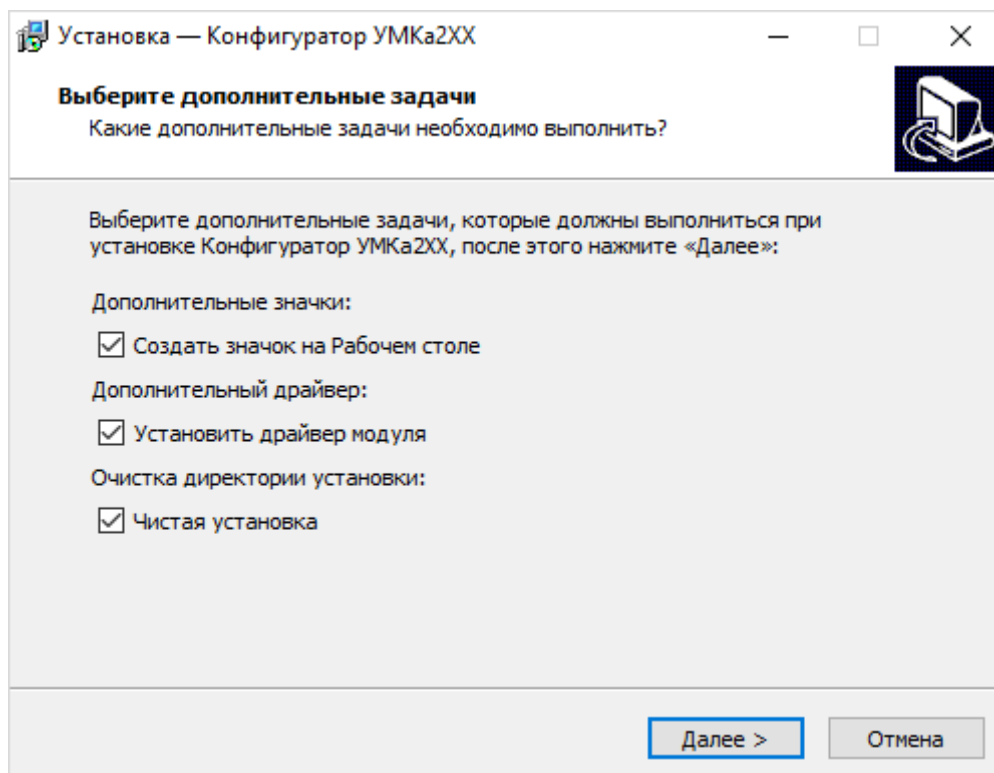 Установка — Конфигуратор УМКа2ХХ
Выберите дополнительные задачи
Какие дополнительные задачи необходимо выполнить?
Выберите дополнительные задачи, которые должны выполниться при
установке Конфигуратор УМКа2ХХ, после этого нажмите «Далее»:
Дополнительные значки:
Создать значок на Рабочем столе
Дополнительный драйвер:
Установить драйвер модуля
Очистка директории установки:
Чистая установка
Далее >
Отмена